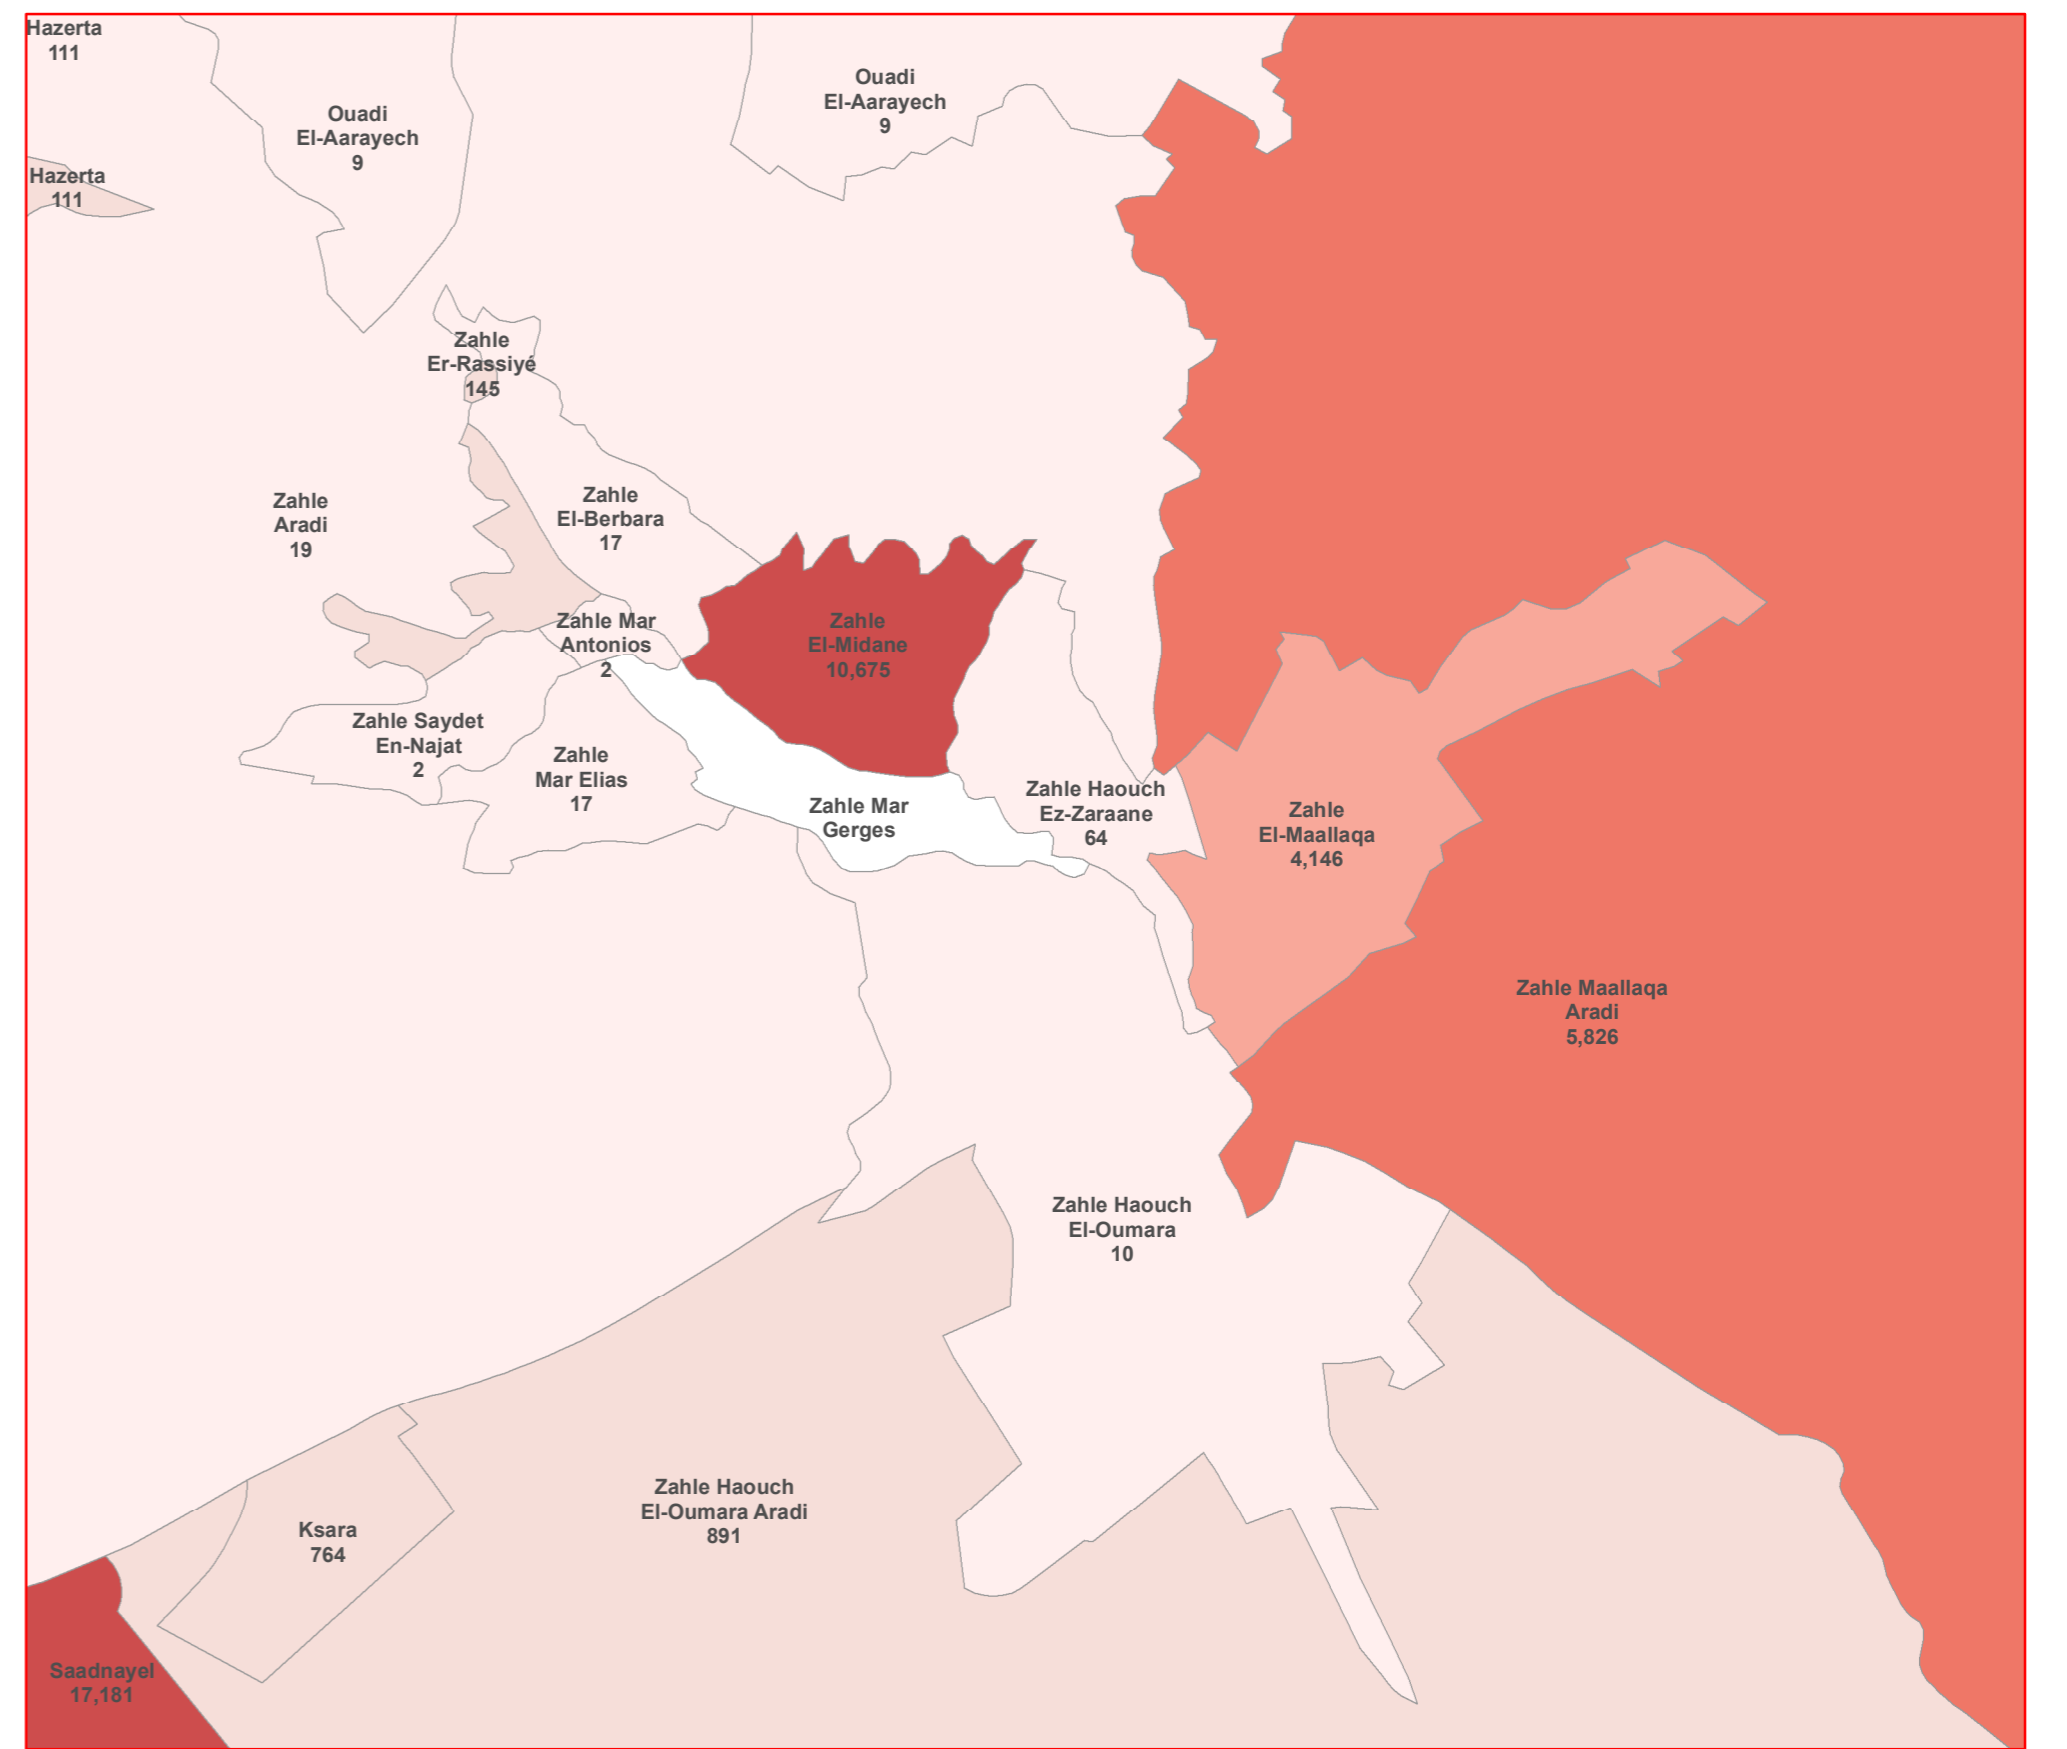 Hazerta
111
Ouadi
El-Aarayech
9
Ouadi
El-Aarayech
9
Hazerta
111
Zahle
Er-Rassiyé
145
Zahle
Aradi
19
Zahle
El-Berbara
17
Zahle Mar
Antonios
2
Zahle
El-Midane
10,675
Zahle Saydet
En-Najat
2
Zahle
Mar Elias
17
Zahle Mar
Gerges
Zahle Haouch
Ez-Zaraane
64
Zahle
El-Maallaqa
4,146
Zahle Maallaqa
Aradi
5,826
Zahle Haouch
El-Oumara
10
Zahle Haouch
El-Oumara Aradi
891
Ksara
764
Saadnayel
17,181